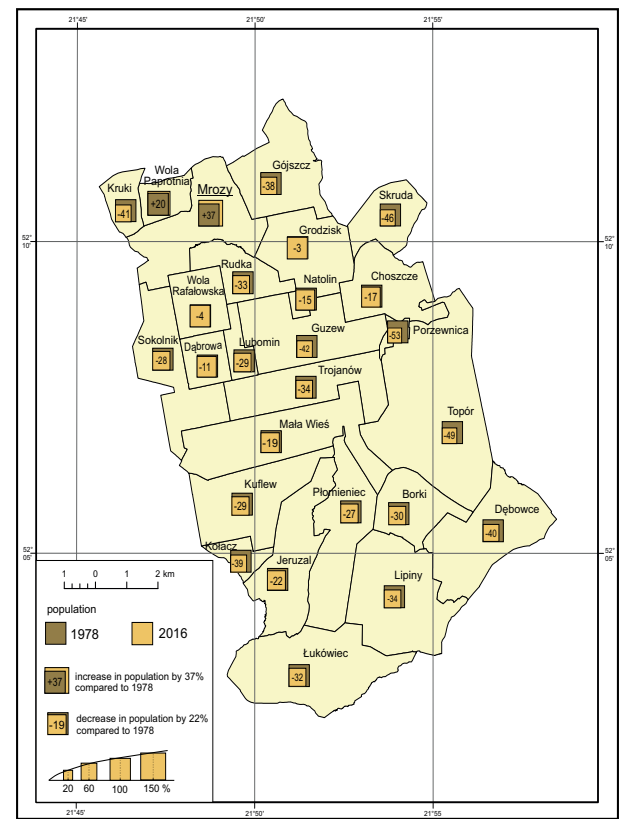 21°45' 21°50' 21°55'
Gójszcz
-38
Wola
Paprotnia
+20
Kruki
-41
Mrozy
+37
Skruda
-46
Grodzisk
-3
52°
10'
52°
10'
Rudka
-33
Natolin
-15
Choszcze
-17
Wola
Rafałowska
-4
Guzew
-42
Porzewnica
-53
Sokolnik
-28
Dąbrowa
-11
Lubomin
-29
Trojanów
-34
Topór
-49
Mała Wieś
-19
Kuflew
-29
Płomieniec
-27
Borki
-30
Dębowce
-40
Kołacz
-39
52°
05'
52°
05'
Jeruzal
-22
Lipiny
-34
Łukówiec
-32
1 0 1 2 km
population
1978 2016
+37 increase in population by 37%
compared to 1978
-19 decrease in population by 22%
compared to 1978
20 60 100 150 %
21°45' 21°50' 21°55'